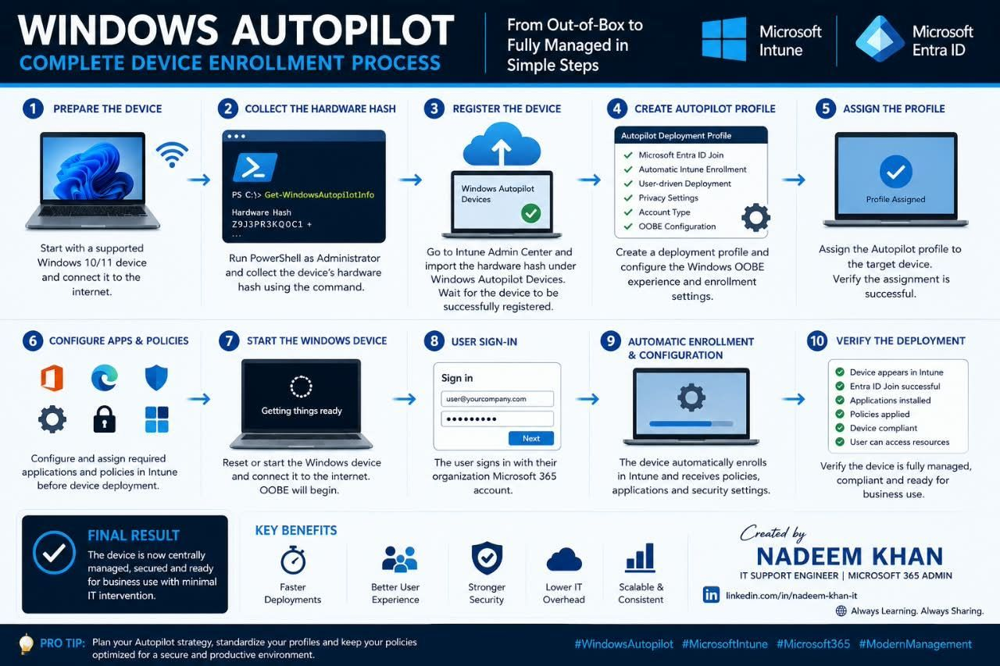 WINDOWS AUTOPILOT
COMPLETE DEVICE ENROLLMENT PROCESS
From Out-of-Box to
Fully Managed in
Simple Steps
Microsoft
Intune
Microsoft
Entra ID
1 PREPARE THE DEVICE
Start with a supported
Windows 10/11 device
and connect it to the
internet.
2 COLLECT THE HARDWARE HASH
PS C:\> Get-WindowsAutopilotInfo
Hardware Hash
Z9J3PR3KQ0C1 +
...
Run PowerShell as Administrator
and collect the device's hardware
hash using the command.
3 REGISTER THE DEVICE
Windows Autopilot
Devices
Go to Intune Admin Center and
import the hardware hash under
Windows Autopilot Devices.
Wait for the device to be
successfully registered.
4 CREATE AUTOPILOT PROFILE
Autopilot Deployment Profile
Microsoft Entra ID Join
Automatic Intune Enrollment
User-driven Deployment
Privacy Settings
Account Type
OOBE Configuration
Create a deployment profile and
configure the Windows OOBE
experience and enrollment
settings.
5 ASSIGN THE PROFILE
Profile Assigned
Assign the Autopilot profile to
the target device.
Verify the assignment is
successful.
6 CONFIGURE APPS & POLICIES
Configure and assign required
applications and policies in Intune
before device deployment.
7 START THE WINDOWS DEVICE
Getting things ready
Reset or start the Windows device
and connect it to the internet.
OOBE will begin.
8 USER SIGN-IN
Sign in
user@yourcompany.com
•••••••••
Next
The user signs in with their
organization Microsoft 365
account.
9 AUTOMATIC ENROLLMENT
& CONFIGURATION
The device automatically enrolls
in Intune and receives policies,
applications and security settings.
10 VERIFY THE DEPLOYMENT
Device appears in Intune
Entra ID Join successful
Applications installed
Policies applied
Device compliant
User can access resources
Verify the device is fully managed,
compliant and ready for
business use.
FINAL RESULT
The device is now centrally
managed, secured and ready
for business use with minimal
IT intervention.
KEY BENEFITS
Faster
Deployments
Better User
Experience
Stronger
Security
Lower IT
Overhead
Scalable &
Consistent
Created by
NADEEM KHAN
IT SUPPORT ENGINEER | MICROSOFT 365 ADMIN
in linkedin.com/in/nadeem-khan-it
Always Learning. Always Sharing.
PRO TIP: Plan your Autopilot strategy, standardize your profiles and keep your policies
optimized for a secure and productive environment.
#WindowsAutopilot #MicrosoftIntune #Microsoft365 #ModernManagement